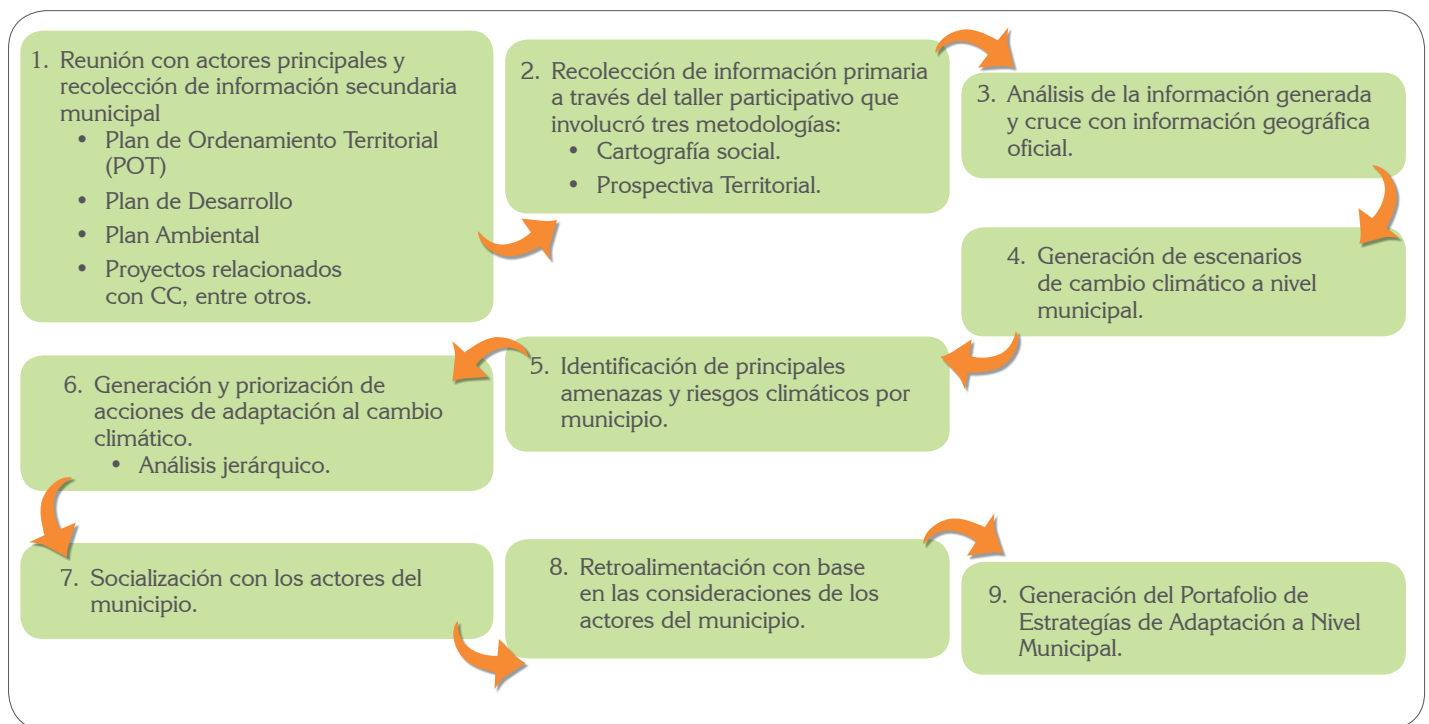 1. Reunión con actores principales y
recolección de información secundaria
municipal
• Plan de Ordenamiento Territorial
(POT)
• Plan de Desarrollo
• Plan Ambiental
• Proyectos relacionados
con CC, entre otros.
2. Recolección de información primaria
a través del taller participativo que
involucró tres metodologías:
• Cartografía social.
• Prospectiva Territorial.
3. Análisis de la información generada
y cruce con información geográfica
oficial.
4. Generación de escenarios
de cambio climático a nivel
municipal.
5. Identificación de principales
amenazas y riesgos climáticos por
municipio.
6. Generación y priorización de
acciones de adaptación al cambio
climático.
• Análisis jerárquico.
7. Socialización con los actores del
municipio.
8. Retroalimentación con base
en las consideraciones de los
actores del municipio.
9. Generación del Portafolio de
Estrategías de Adaptación a Nivel
Municipal.